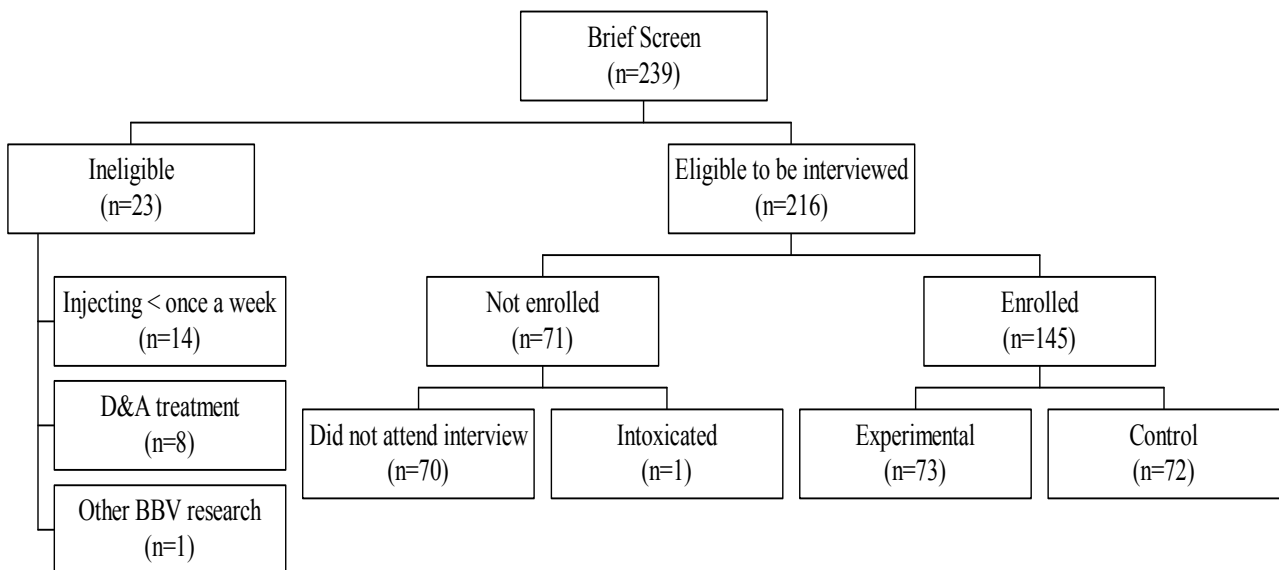 Brief Screen
(n=239)
Ineligible
(n=23)
Eligible to be interviewed
(n=216)
Injecting < once a week
(n=14)
D&A treatment
(n=8)
Other BBV research
(n=1)
Not enrolled
(n=71)
Enrolled
(n=145)
Did not attend interview
(n=70)
Intoxicated
(n=1)
Experimental
(n=73)
Control
(n=72)